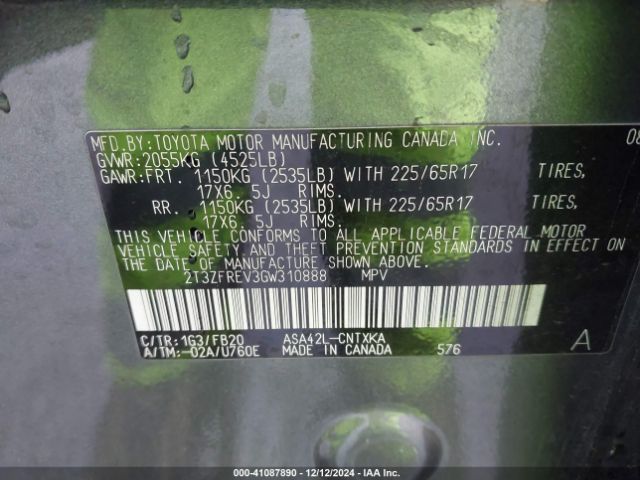 MFD.BY:TOYOTA MOTOR MANUFACTURING CANADA INC. 08
GVWR:2055KG (4525LB)
GAWR:FRT. 1150KG (2535LB) WITH 225/65R17 TIRES,
17X6. 5J RIMS.
RR. 1150KG (2535LB) WITH 225/65R17 TIRES,
17X6. 5J RIMS.
THIS VEHICLE CONFORMS TO ALL APPLICABLE FEDERAL MOTOR
VEHICLE SAFETY AND THEFT PREVENTION STANDARDS IN EFFECT ON
THE DATE OF MANUFACTURE SHOWN ABOVE.
2T3ZFREV3GW310888 MPV
C/TR:1G3/FB20 ASA42L-CNTXKA
A/TM:-02A/U760E MADE IN CANADA 576 A
000-41087890 - 12/12/2024 - IAA Inc.